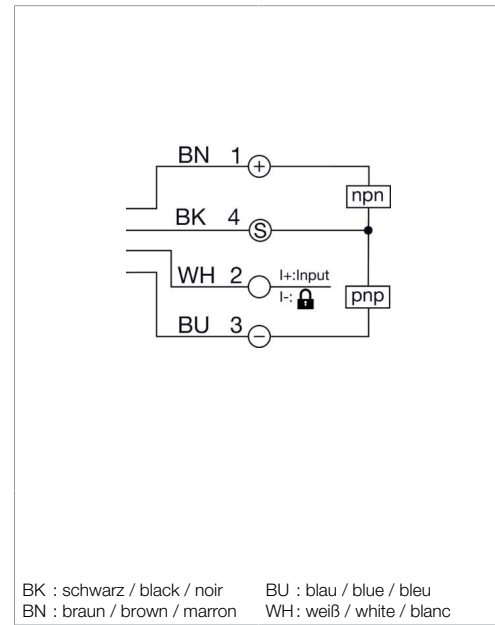 BN 1 +
npn
BK 4 S
WH 2 I+:Input
I-:
pnp
BU 3 −
BK : schwarz / black / noir BU : blau / blue / bleu
BN : braun / brown / marron WH : weiß / white / blanc